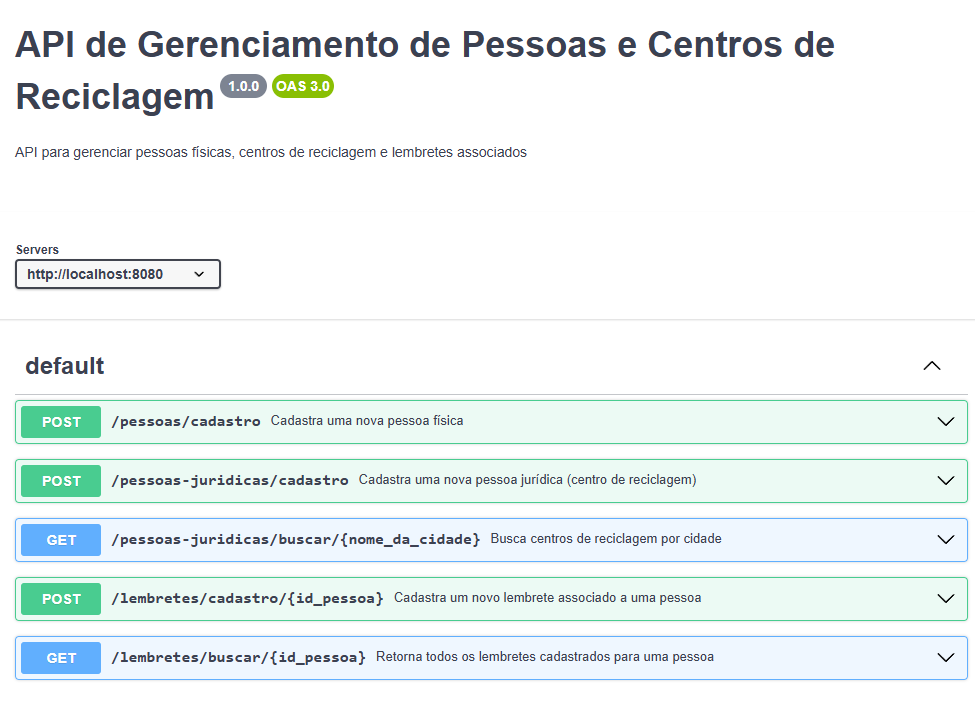 API de Gerenciamento de Pessoas e Centros de
Reciclagem 1.0.0 OAS 3.0
API para gerenciar pessoas físicas, centros de reciclagem e lembretes associados
Servers
http://localhost:8080
default
POST /pessoas/cadastro Cadastra uma nova pessoa física
POST /pessoas-juridicas/cadastro Cadastra uma nova pessoa jurídica (centro de reciclagem)
GET /pessoas-juridicas/buscar/{nome_da_cidade} Busca centros de reciclagem por cidade
POST /lembretes/cadastro/{id_pessoa} Cadastra um novo lembrete associado a uma pessoa
GET /lembretes/buscar/{id_pessoa} Retorna todos os lembretes cadastrados para uma pessoa